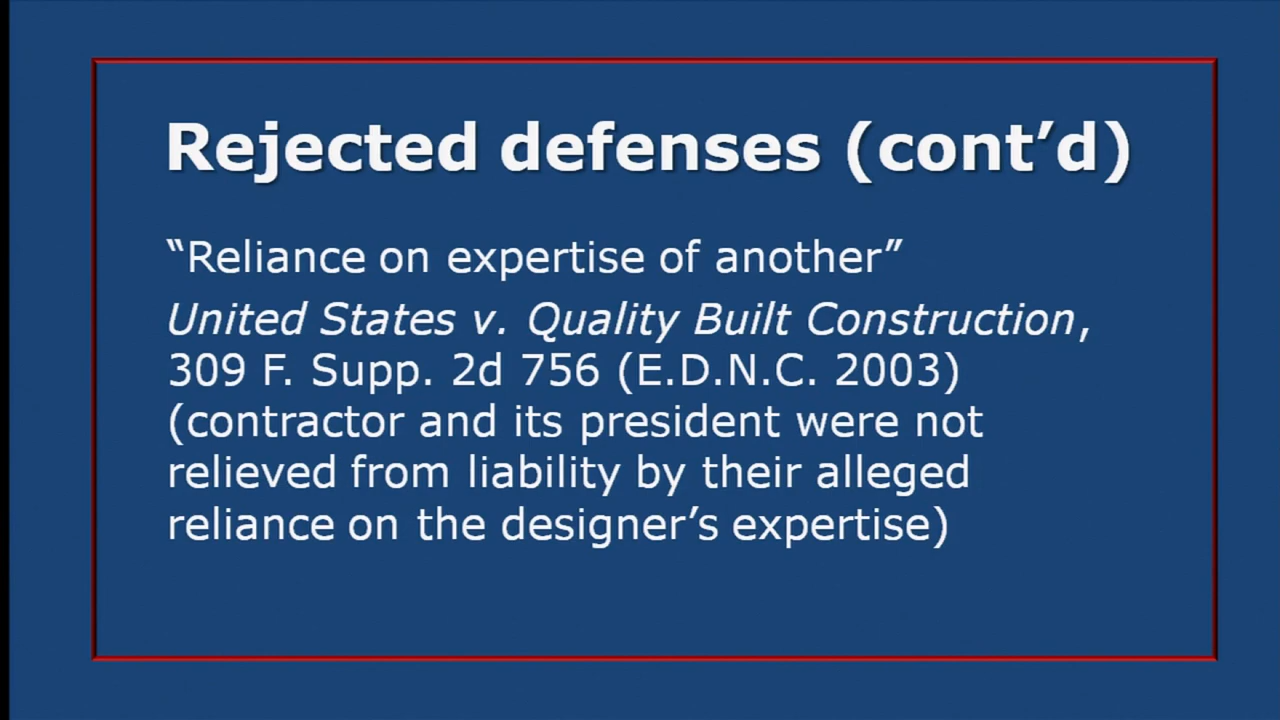 Rejected defenses (cont’d)
“Reliance on expertise of another”
United States v. Quality Built Construction,
309 F. Supp. 2d 756 (E.D.N.C. 2003)
(contractor and its president were not
relieved from liability by their alleged
reliance on the designer’s expertise)